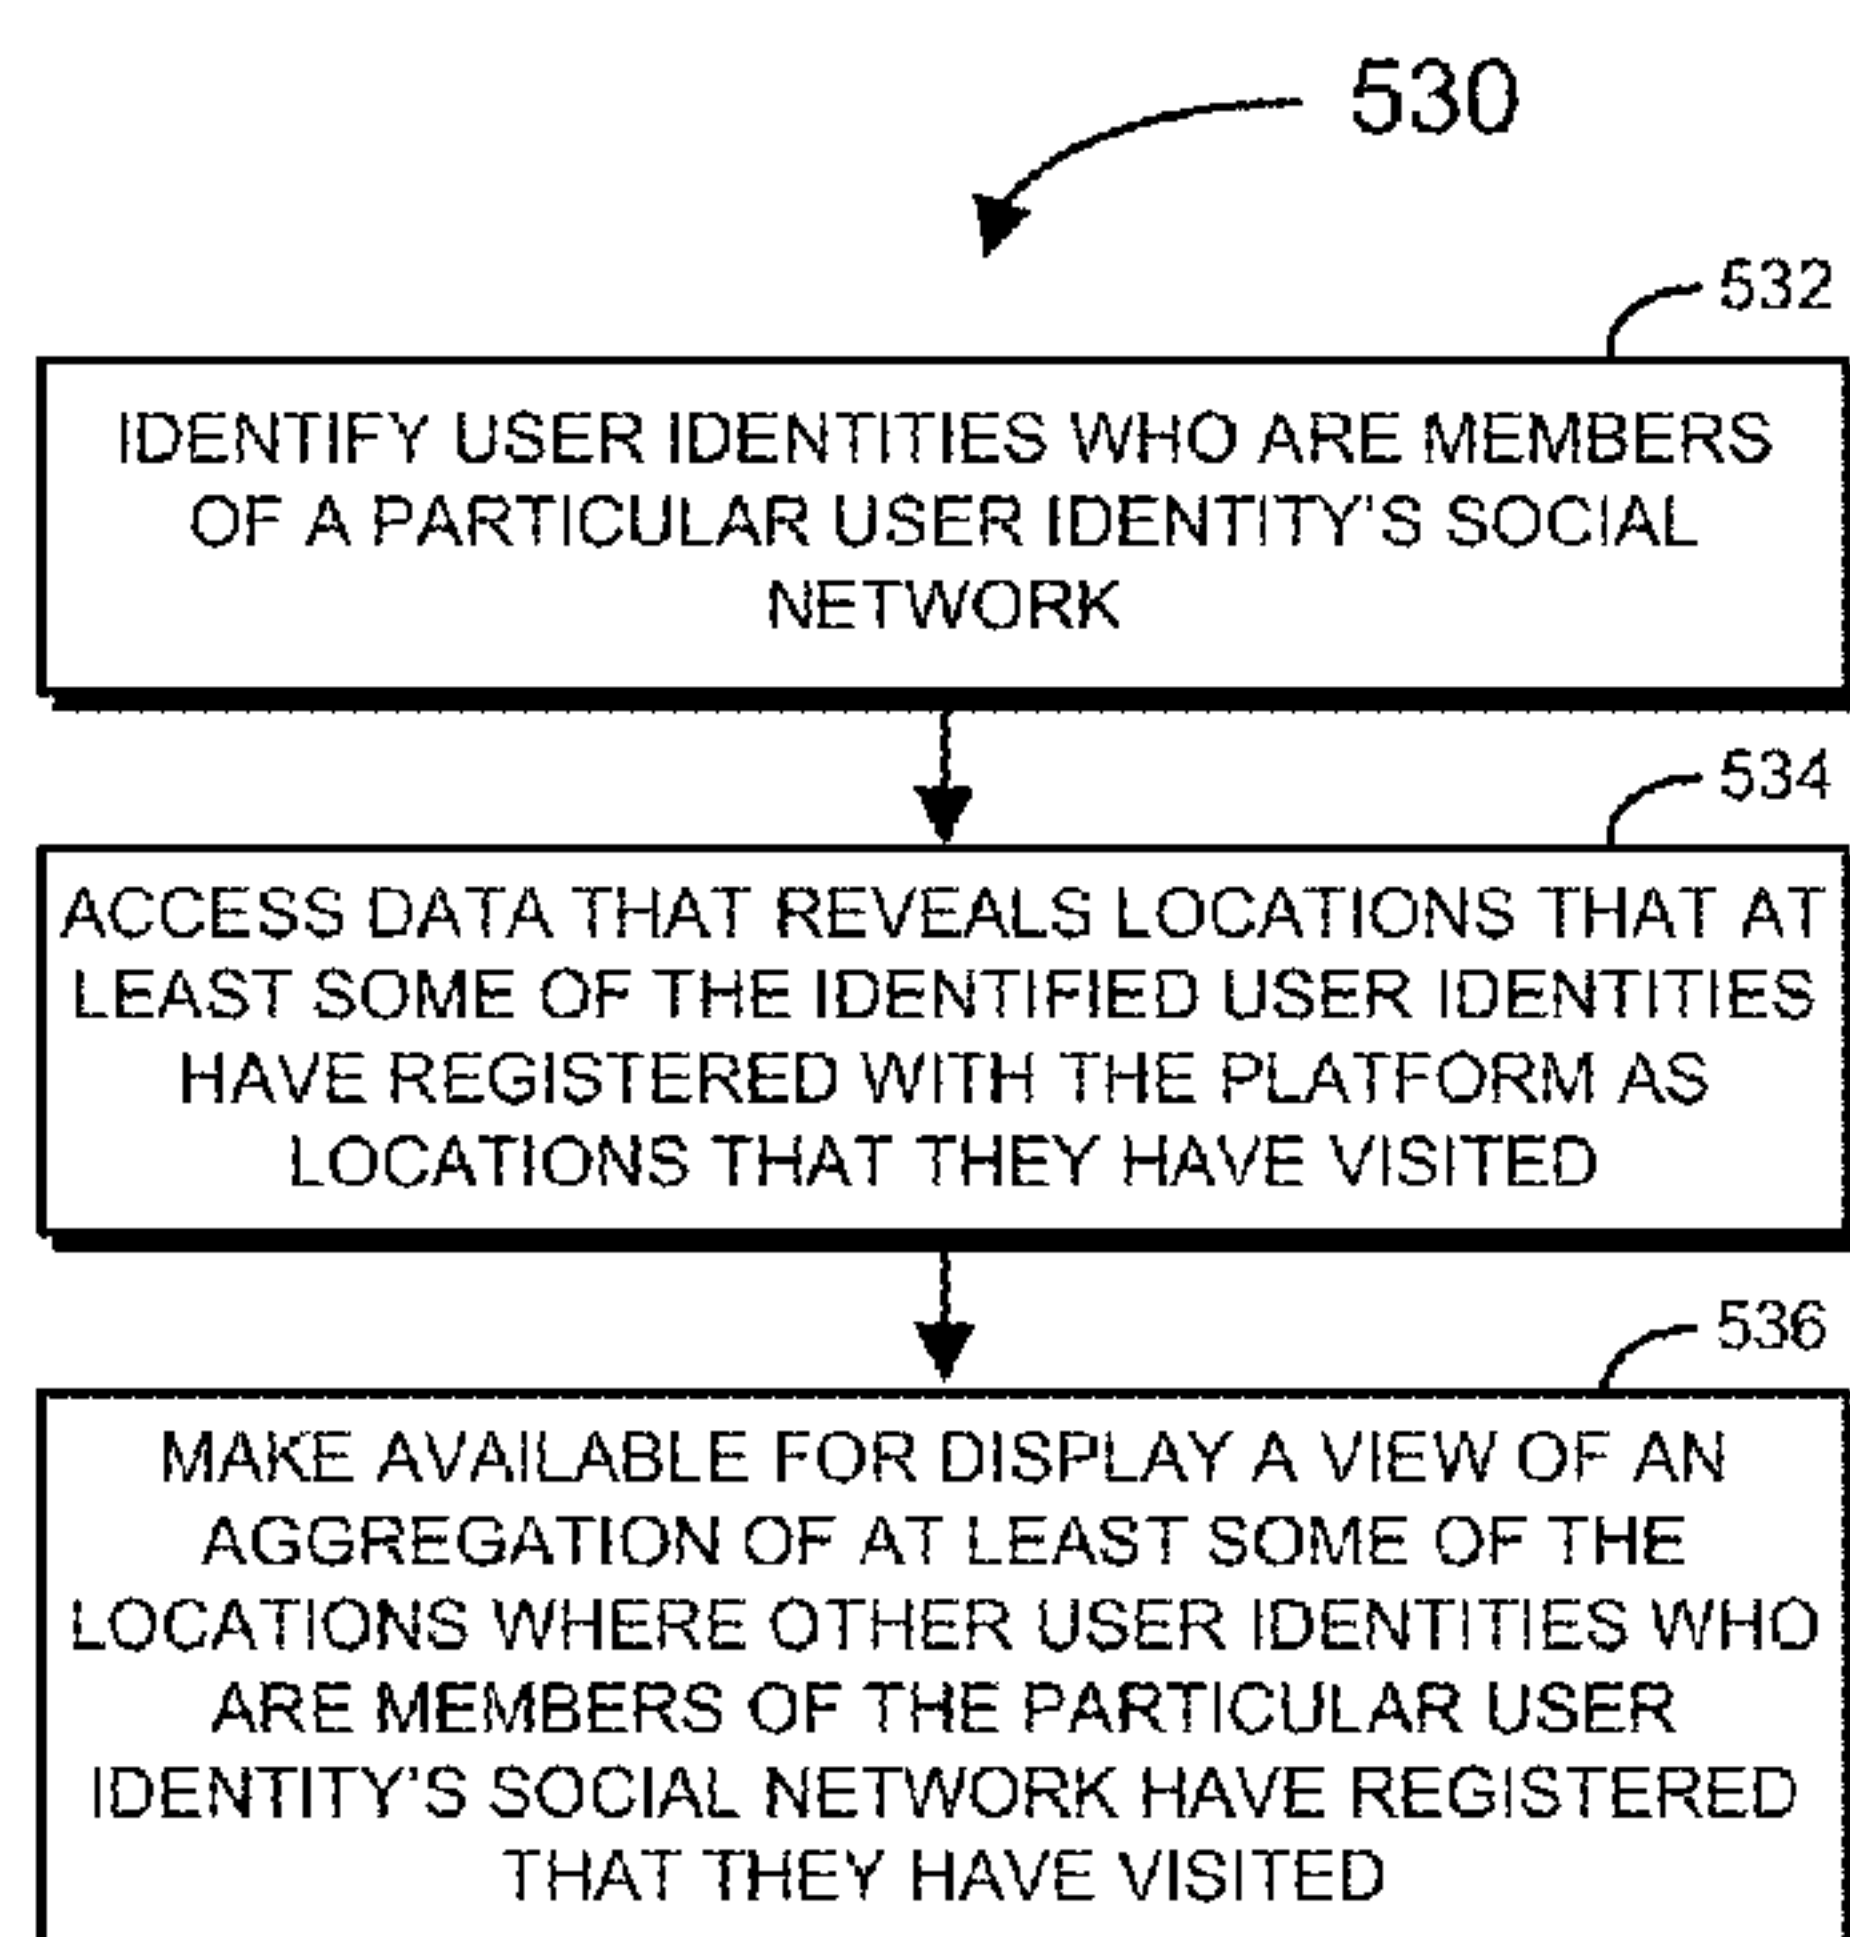 530
532
IDENTIFY USER IDENTITIES WHO ARE MEMBERS
OF A PARTICULAR USER IDENTITY'S SOCIAL
NETWORK
534
ACCESS DATA THAT REVEALS LOCATIONS THAT AT
LEAST SOME OF THE IDENTIFIED USER IDENTITIES
HAVE REGISTERED WITH THE PLATFORM AS
LOCATIONS THAT THEY HAVE VISITED
536
MAKE AVAILABLE FOR DISPLAY A VIEW OF AN
AGGREGATION OF AT LEAST SOME OF THE
LOCATIONS WHERE OTHER USER IDENTITIES WHO
ARE MEMBERS OF THE PARTICULAR USER
IDENTITY'S SOCIAL NETWORK HAVE REGISTERED
THAT THEY HAVE VISITED